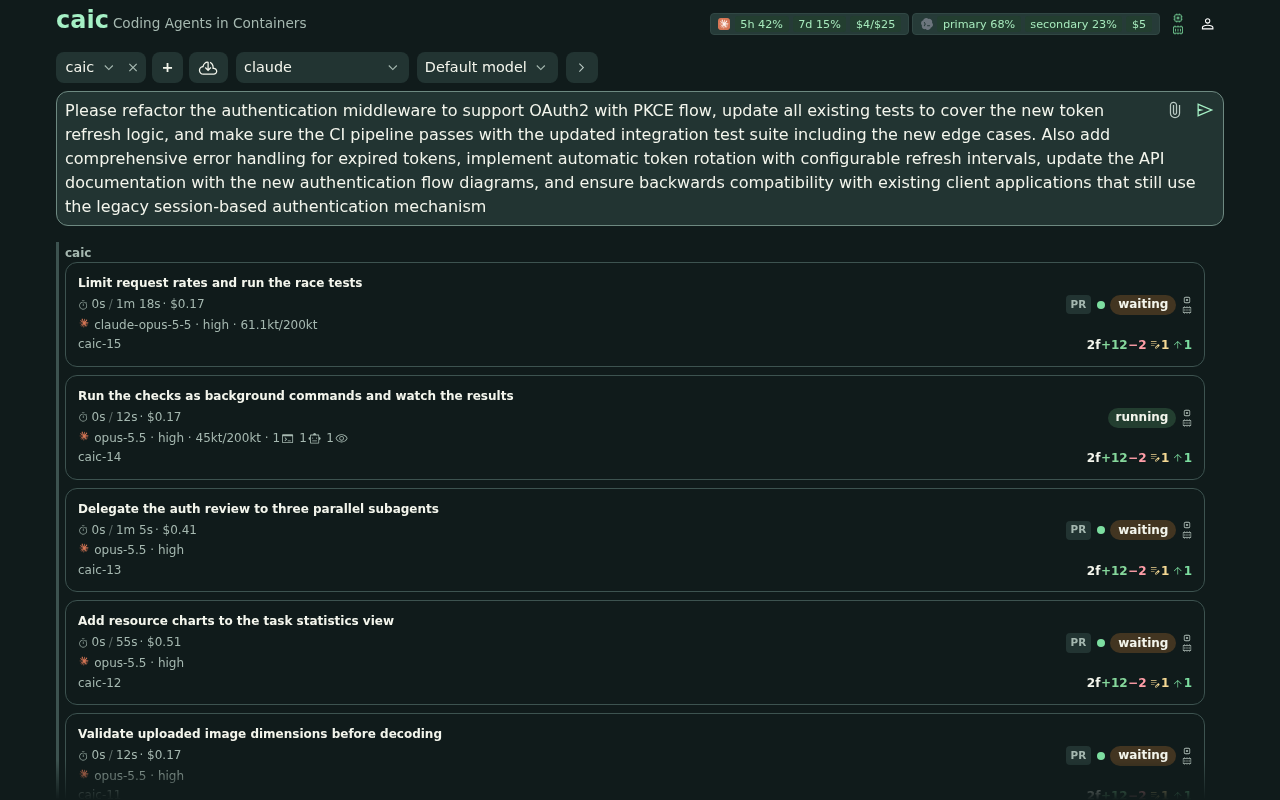 caic Coding Agents in Containers
5h 42% 7d 15% $4/$25
primary 68% secondary 23% $5
caic
+
claude
Default model
Please refactor the authentication middleware to support OAuth2 with PKCE flow, update all existing tests to cover the new token
refresh logic, and make sure the CI pipeline passes with the updated integration test suite including the new edge cases. Also add
comprehensive error handling for expired tokens, implement automatic token rotation with configurable refresh intervals, update the API
documentation with the new authentication flow diagrams, and ensure backwards compatibility with existing client applications that still use
the legacy session-based authentication mechanism
caic
Limit request rates and run the race tests
0s / 1m 18s · $0.17
PR waiting
claude-opus-5-5 · high · 61.1kt/200kt
caic-15
2f+12−2 1 ↑1
Run the checks as background commands and watch the results
0s / 12s · $0.17
running
opus-5.5 · high · 45kt/200kt · 1 1 1
caic-14
2f+12−2 1 ↑1
Delegate the auth review to three parallel subagents
0s / 1m 5s · $0.41
PR waiting
opus-5.5 · high
caic-13
2f+12−2 1 ↑1
Add resource charts to the task statistics view
0s / 55s · $0.51
PR waiting
opus-5.5 · high
caic-12
2f+12−2 1 ↑1
Validate uploaded image dimensions before decoding
0s / 12s · $0.17
PR waiting
opus-5.5 · high
caic-11
2f+12−2 1 ↑1